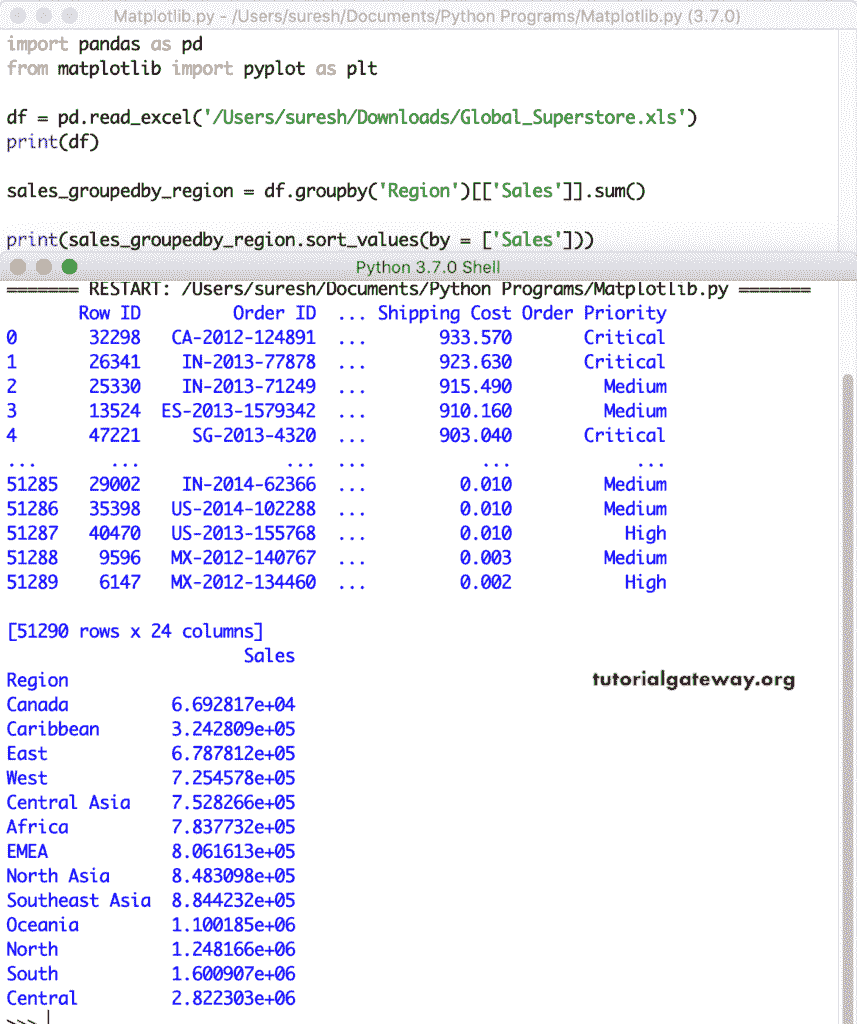 Matplotlib.py - /Users/suresh/Documents/Python Programs/Matplotlib.py (3.7.0)
import pandas as pd
from matplotlib import pyplot as plt
df = pd.read_excel('/Users/suresh/Downloads/Global_Superstore.xls')
print(df)
sales_groupedby_region = df.groupby('Region')[['Sales']].sum()
print(sales_groupedby_region.sort_values(by = ['Sales']))
Python 3.7.0 Shell
======= RESTART: /Users/suresh/Documents/Python Programs/Matplotlib.py =======
Row ID Order ID ... Shipping Cost Order Priority
0 32298 CA-2012-124891 ... 933.570 Critical
1 26341 IN-2013-77878 ... 923.630 Critical
2 25330 IN-2013-71249 ... 915.490 Medium
3 13524 ES-2013-1579342 ... 910.160 Medium
4 47221 SG-2013-4320 ... 903.040 Critical
... ... ... ... ... ...
51285 29002 IN-2014-62366 ... 0.010 Medium
51286 35398 US-2014-102288 ... 0.010 Medium
51287 40470 US-2013-155768 ... 0.010 High
51288 9596 MX-2012-140767 ... 0.003 Medium
51289 6147 MX-2012-134460 ... 0.002 High
[51290 rows x 24 columns]
Sales
Region
tutorialgateway.org
Canada 6.692817e+04
Caribbean 3.242809e+05
East 6.787812e+05
West 7.254578e+05
Central Asia 7.528266e+05
Africa 7.837732e+05
EMEA 8.061613e+05
North Asia 8.483098e+05
Southeast Asia 8.844232e+05
Oceania 1.100185e+06
North 1.248166e+06
South 1.600907e+06
Central 2.822303e+06
>>>